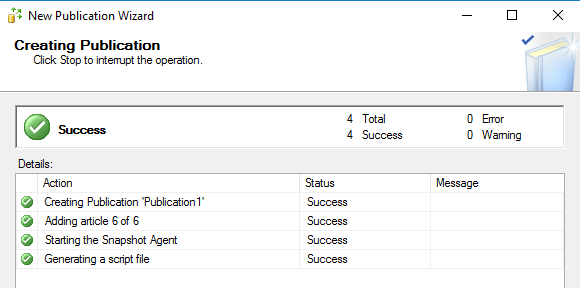 New Publication Wizard
Creating Publication
Click Stop to interrupt the operation.
Success
4 Total 0 Error
4 Success 0 Warning
Details:
Action Status Message
Creating Publication 'Publication1' Success
Adding article 6 of 6 Success
Starting the Snapshot Agent Success
Generating a script file Success